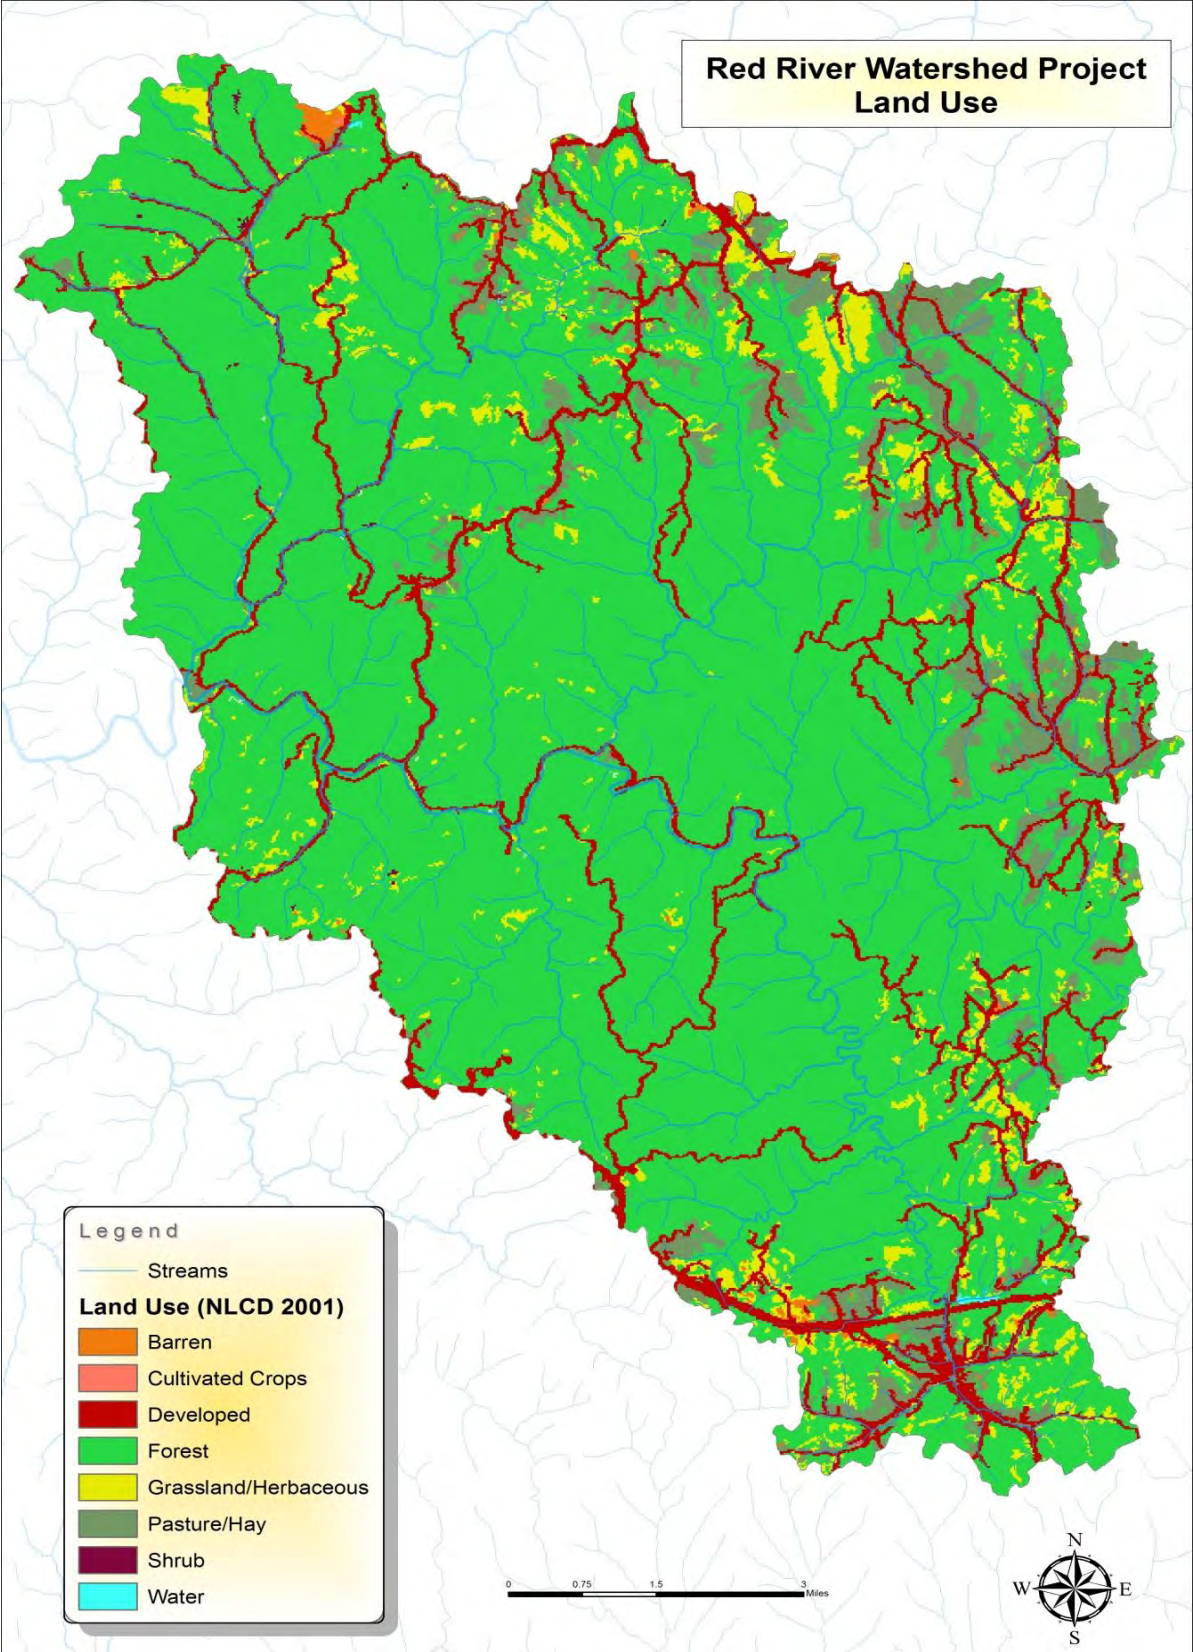 Red River Watershed Project
Land Use
Legend
Streams
Land Use (NLCD 2001)
Barren
Cultivated Crops
Developed
Forest
Grassland/Herbaceous
Pasture/Hay
Shrub
Water
0 0.75 1.5 3
Miles
N
W E
S